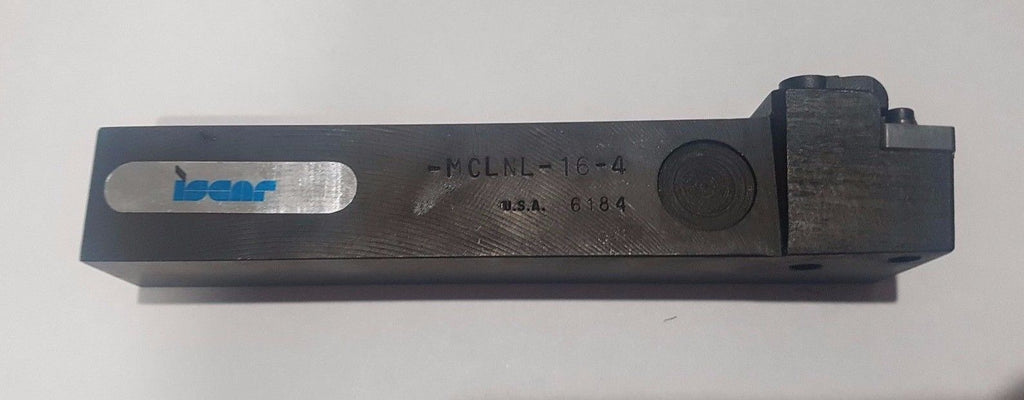 iscar
-MCLNL-16-4
U.S.A. 6184